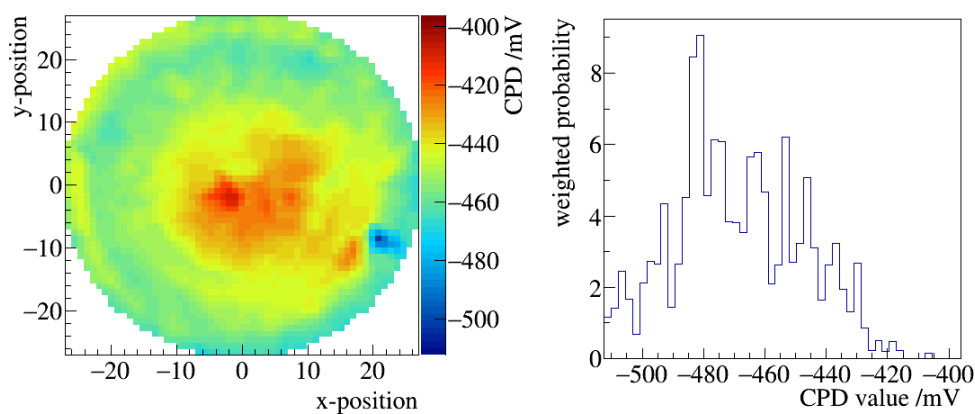 y-position
20
10
0
−10
−20
−20 −10 0 10 20
x-position
CPD /mV
−400
−420
−440
−460
−480
−500
weighted probability
8
6
4
2
0
−500 −480 −460 −440 −420 −400
CPD value /mV